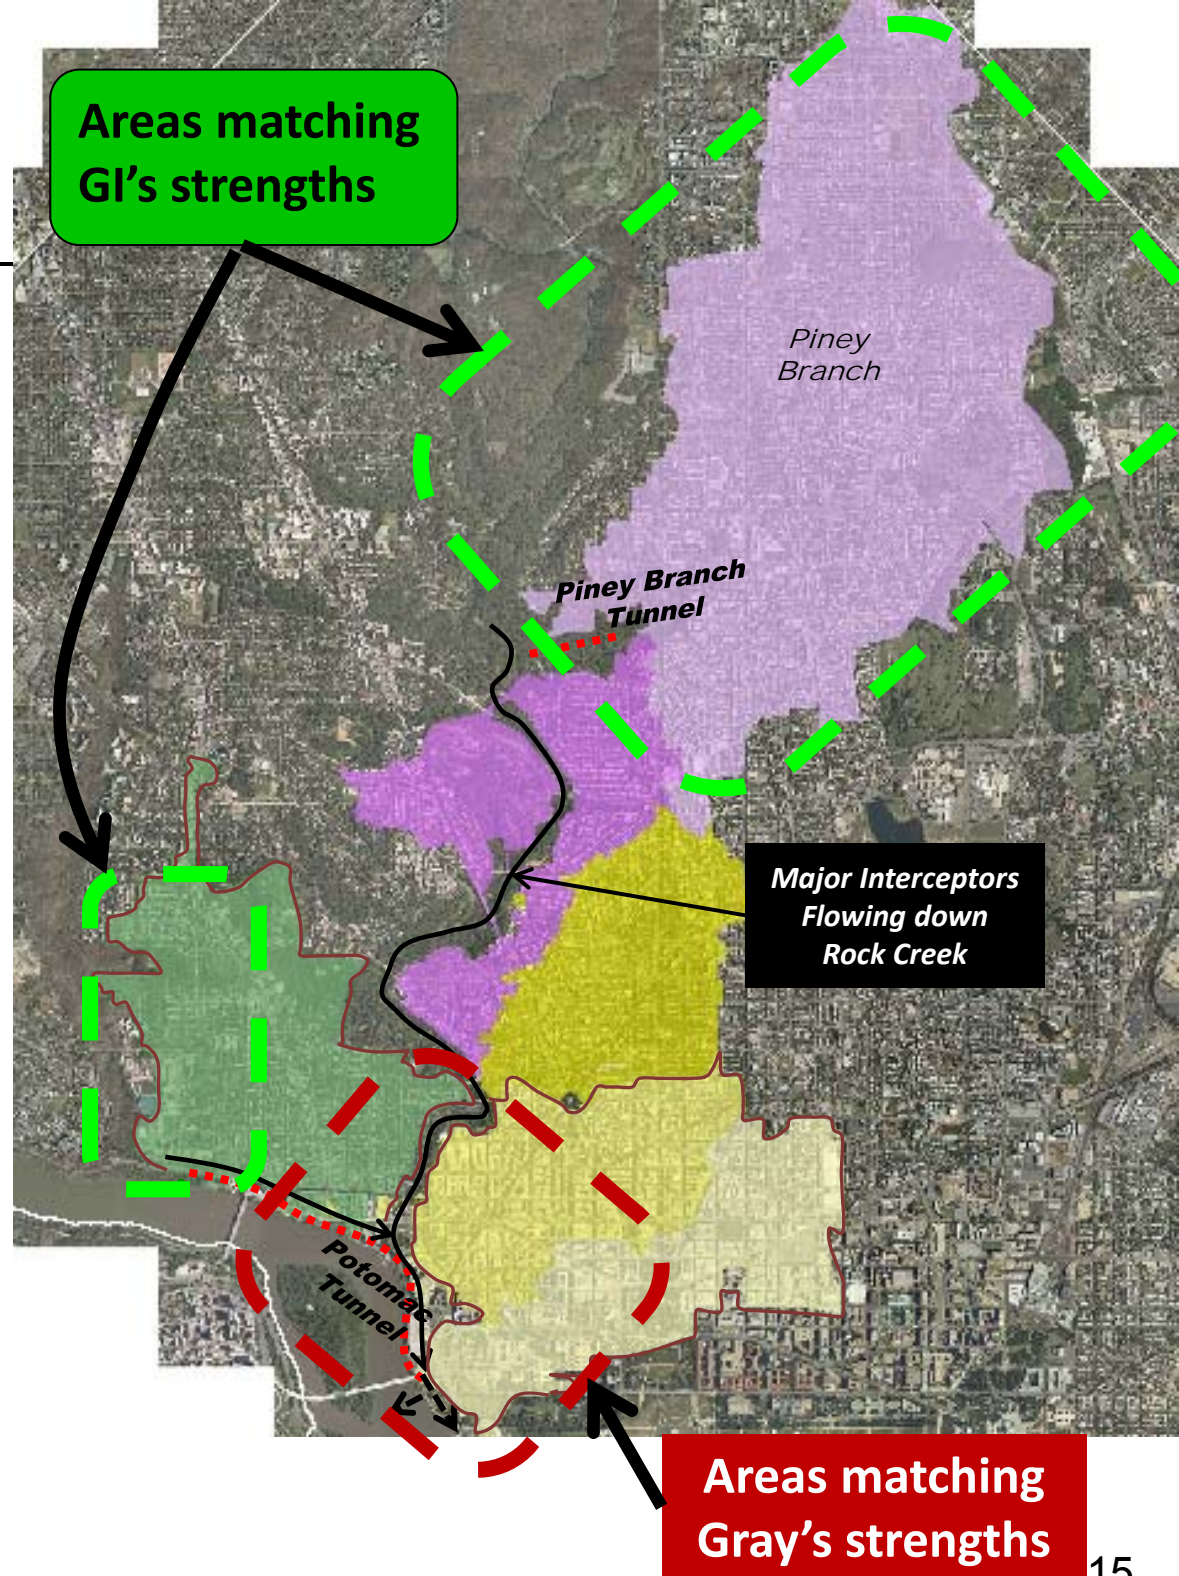 Areas matching
GI’s strengths
Piney
Branch
Piney Branch
Tunnel
Major Interceptors
Flowing down
Rock Creek
Potomac
Tunnel
Areas matching
Gray’s strengths
15